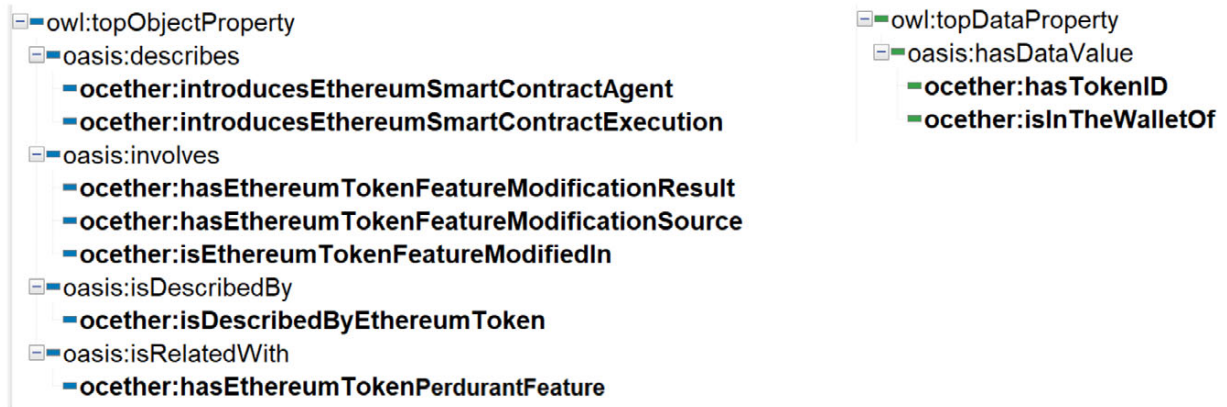 owl:topObjectProperty
oasis:describes
ocether:introducesEthereumSmartContractAgent
ocether:introducesEthereumSmartContractExecution
oasis:involves
ocether:hasEthereumTokenFeatureModificationResult
ocether:hasEthereumTokenFeatureModificationSource
ocether:isEthereumTokenFeatureModifiedIn
oasis:isDescribedBy
ocether:isDescribedByEthereumToken
oasis:isRelatedWith
ocether:hasEthereumTokenPerdurantFeature
owl:topDataProperty
oasis:hasDataValue
ocether:hasTokenID
ocether:isInTheWalletOf